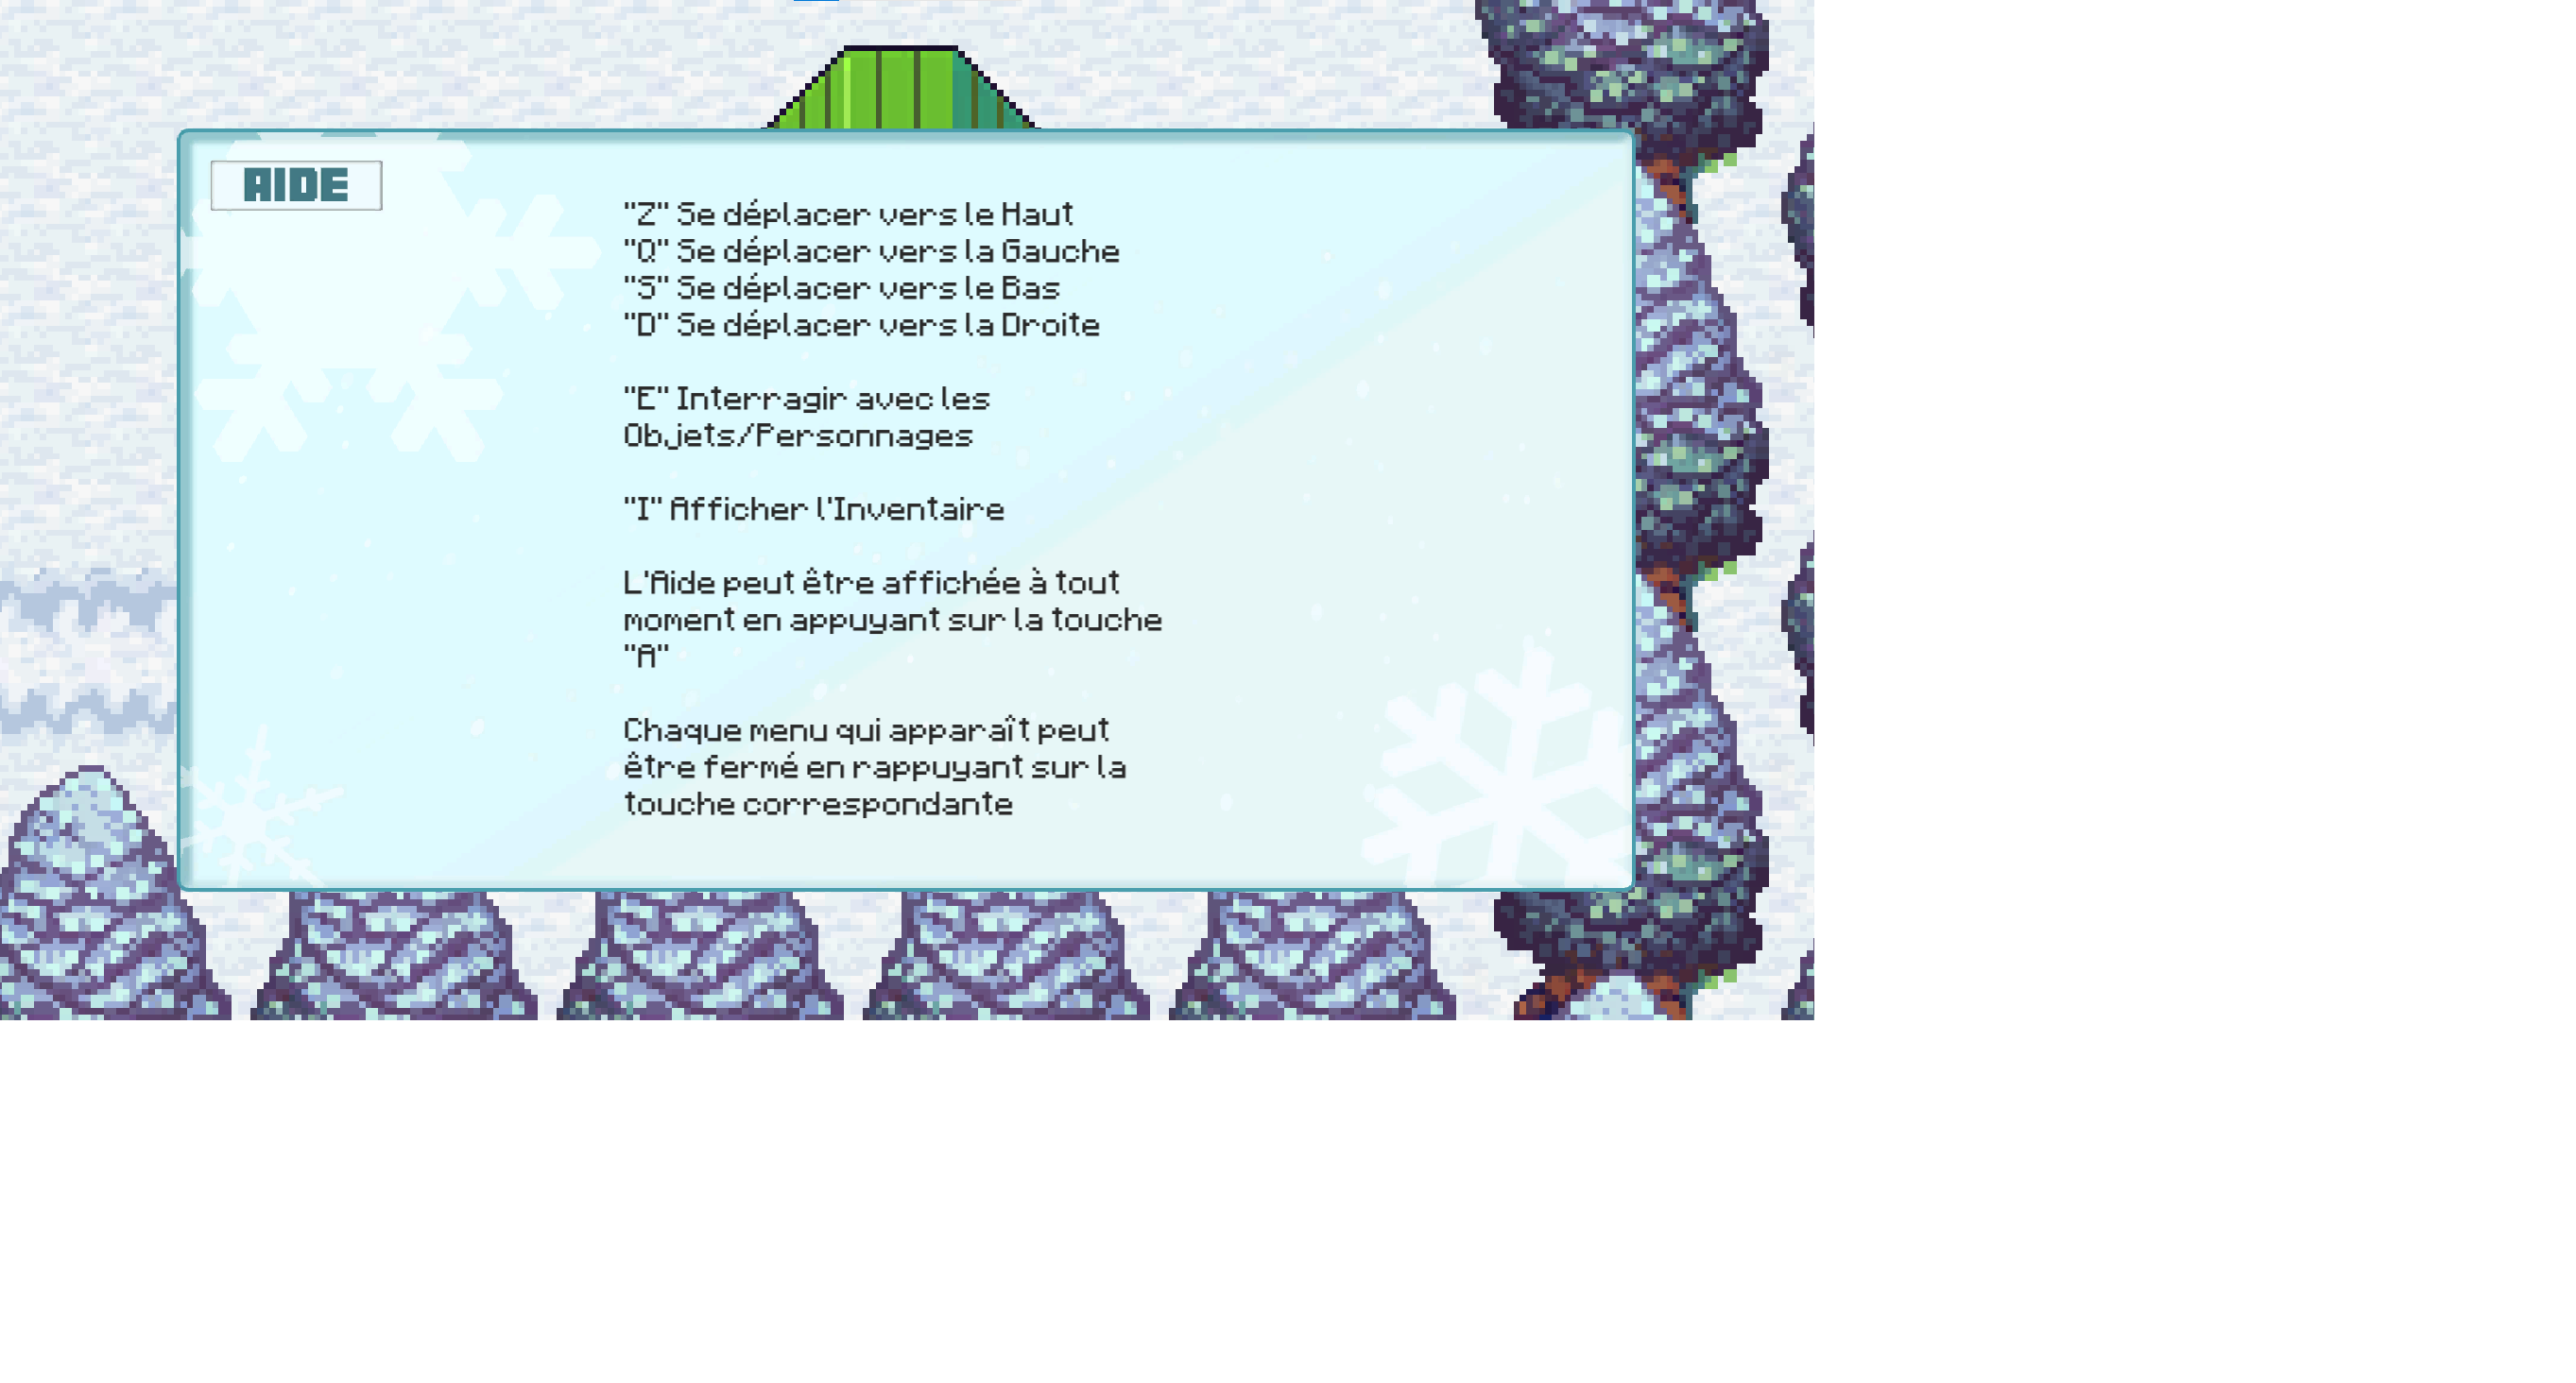 AIDE
"Z" Se déplacer vers le Haut
"Q" Se déplacer vers la Gauche
"S" Se déplacer vers le Bas
"D" Se déplacer vers la Droite
"E" Interragir avec les
Objets/Personnages
"I" Afficher l'Inventaire
L'Aide peut être affichée à tout
moment en appuyant sur la touche
"A"
Chaque menu qui apparaît peut
être fermé en rappuyant sur la
touche correspondante